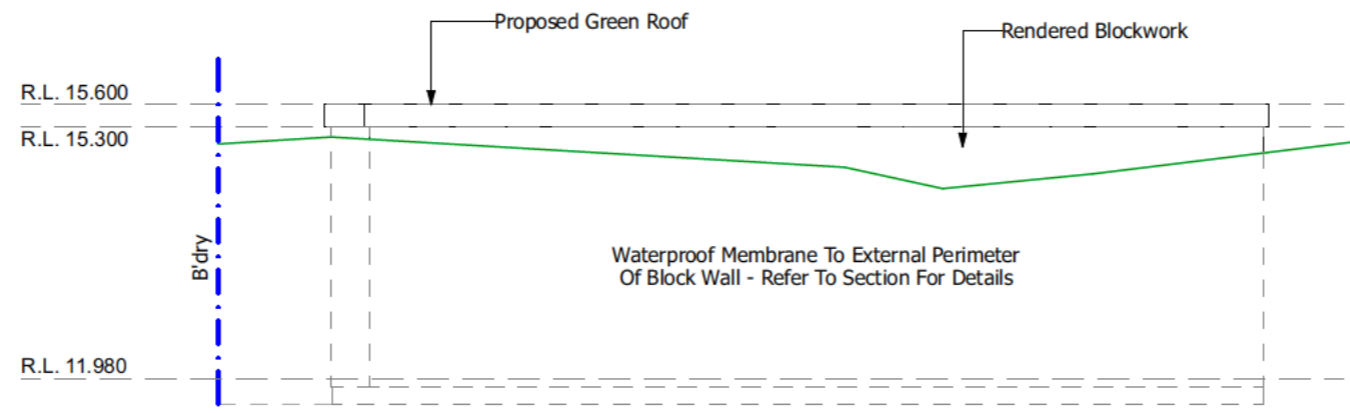 Proposed Green Roof
Rendered Blockwork
R.L. 15.600
R.L. 15.300
B'dry
Waterproof Membrane To External Perimeter
Of Block Wall - Refer To Section For Details
R.L. 11.980